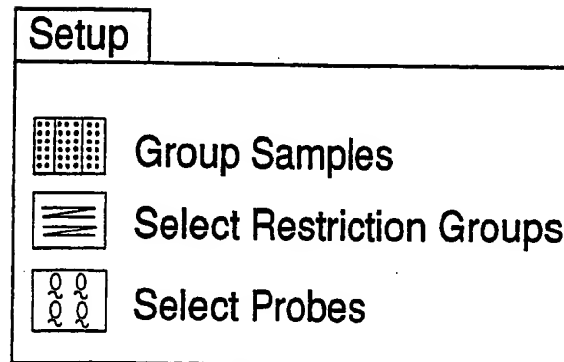 Setup
Group Samples
Select Restriction Groups
Select Probes